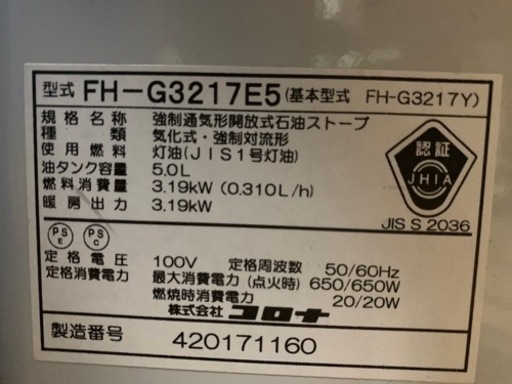 型式 FH-G3217E5(基本型式 FH-G3217Y)
規格名称 強制通気形開放式石油ストーブ
種類 気化式・強制対流形
使用燃料 灯油(JIS1号灯油)
油タンク容量 5.0L
燃料消費量 3.19kW (0.310L/h)
暖房出力 3.19kW
認証
JHIA
JIS S 2036
PS E PS C
定格電圧 100V 定格周波数 50/60Hz
定格消費電力 最大消費電力(点火時) 650/650W
燃焼時消費電力 20/20W
株式会社 コロナ
製造番号 420171160